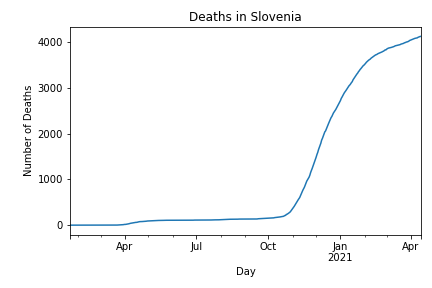 Deaths in Slovenia
4000
3000
2000
1000
0
Number of Deaths
Apr Jul Oct Jan Apr
2021
Day